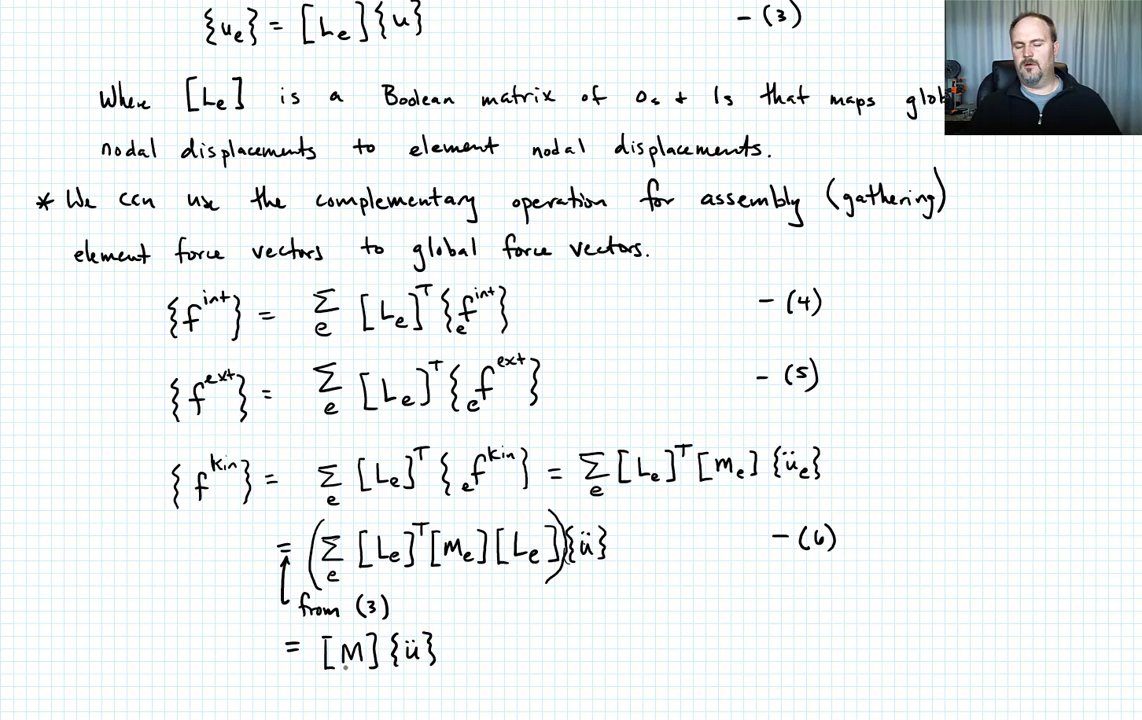 {u_e} = [L_e]{u} - (3)
Where [L_e] is a Boolean matrix of 0s + 1s that maps glob
nodal displacements to element nodal displacements.
* We can use the complementary operation for assembly (gathering)
element force vectors to global force vectors.
{f^int} = Σ_e [L_e]^T {_e f^int} - (4)
{f^ext} = Σ_e [L_e]^T {_e f^ext} - (5)
{f^kin} = Σ_e [L_e]^T {_e f^kin} = Σ_e [L_e]^T [m_e] {ü_e}
= (Σ_e [L_e]^T [m_e] [L_e]) {ü} - (6)
from (3)
= [M] {ü}